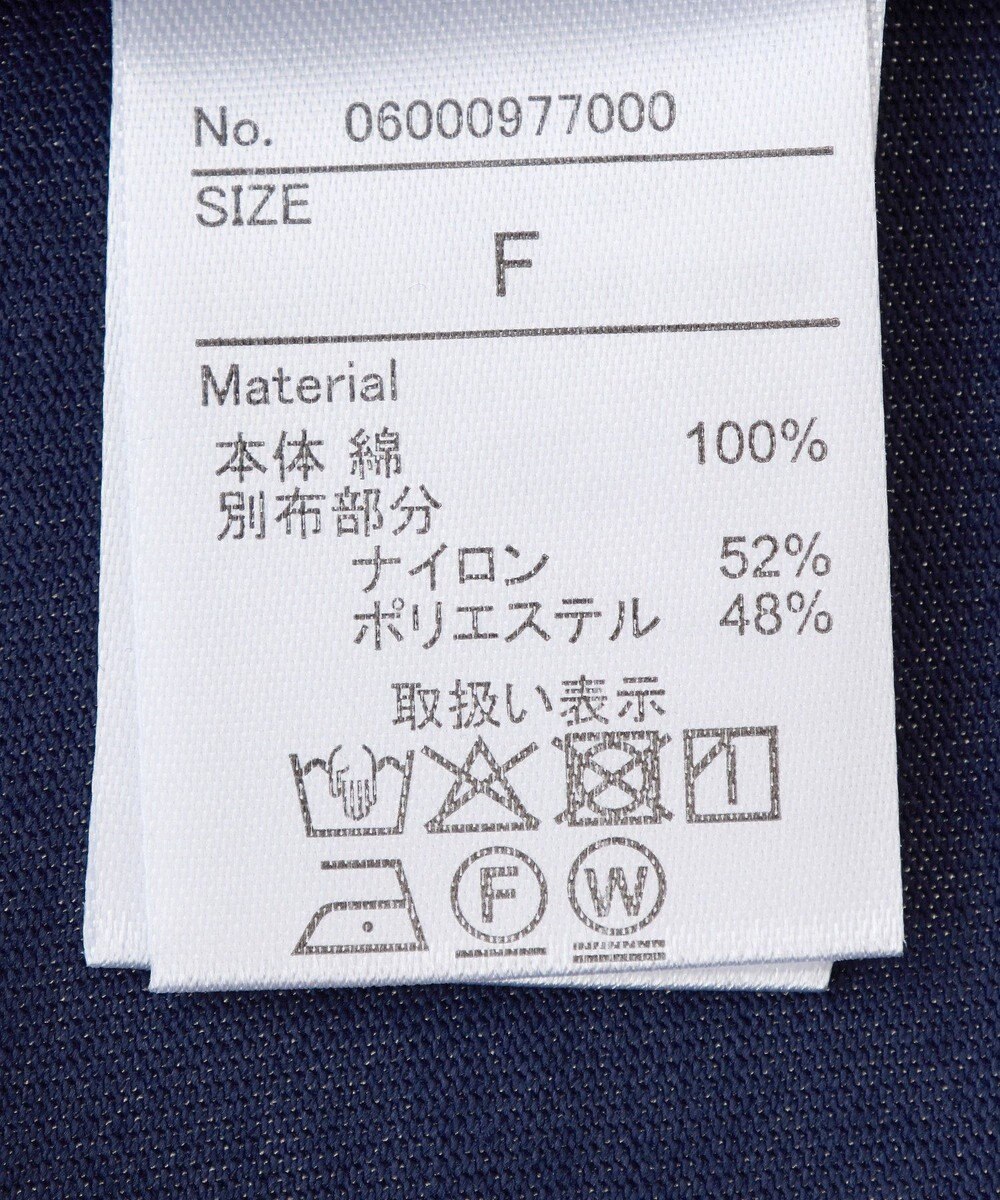 No. 06000977000
SIZE
F
Material
本体 綿 100%
別布部分
ナイロン 52%
ポリエステル 48%
取扱い表示
F W